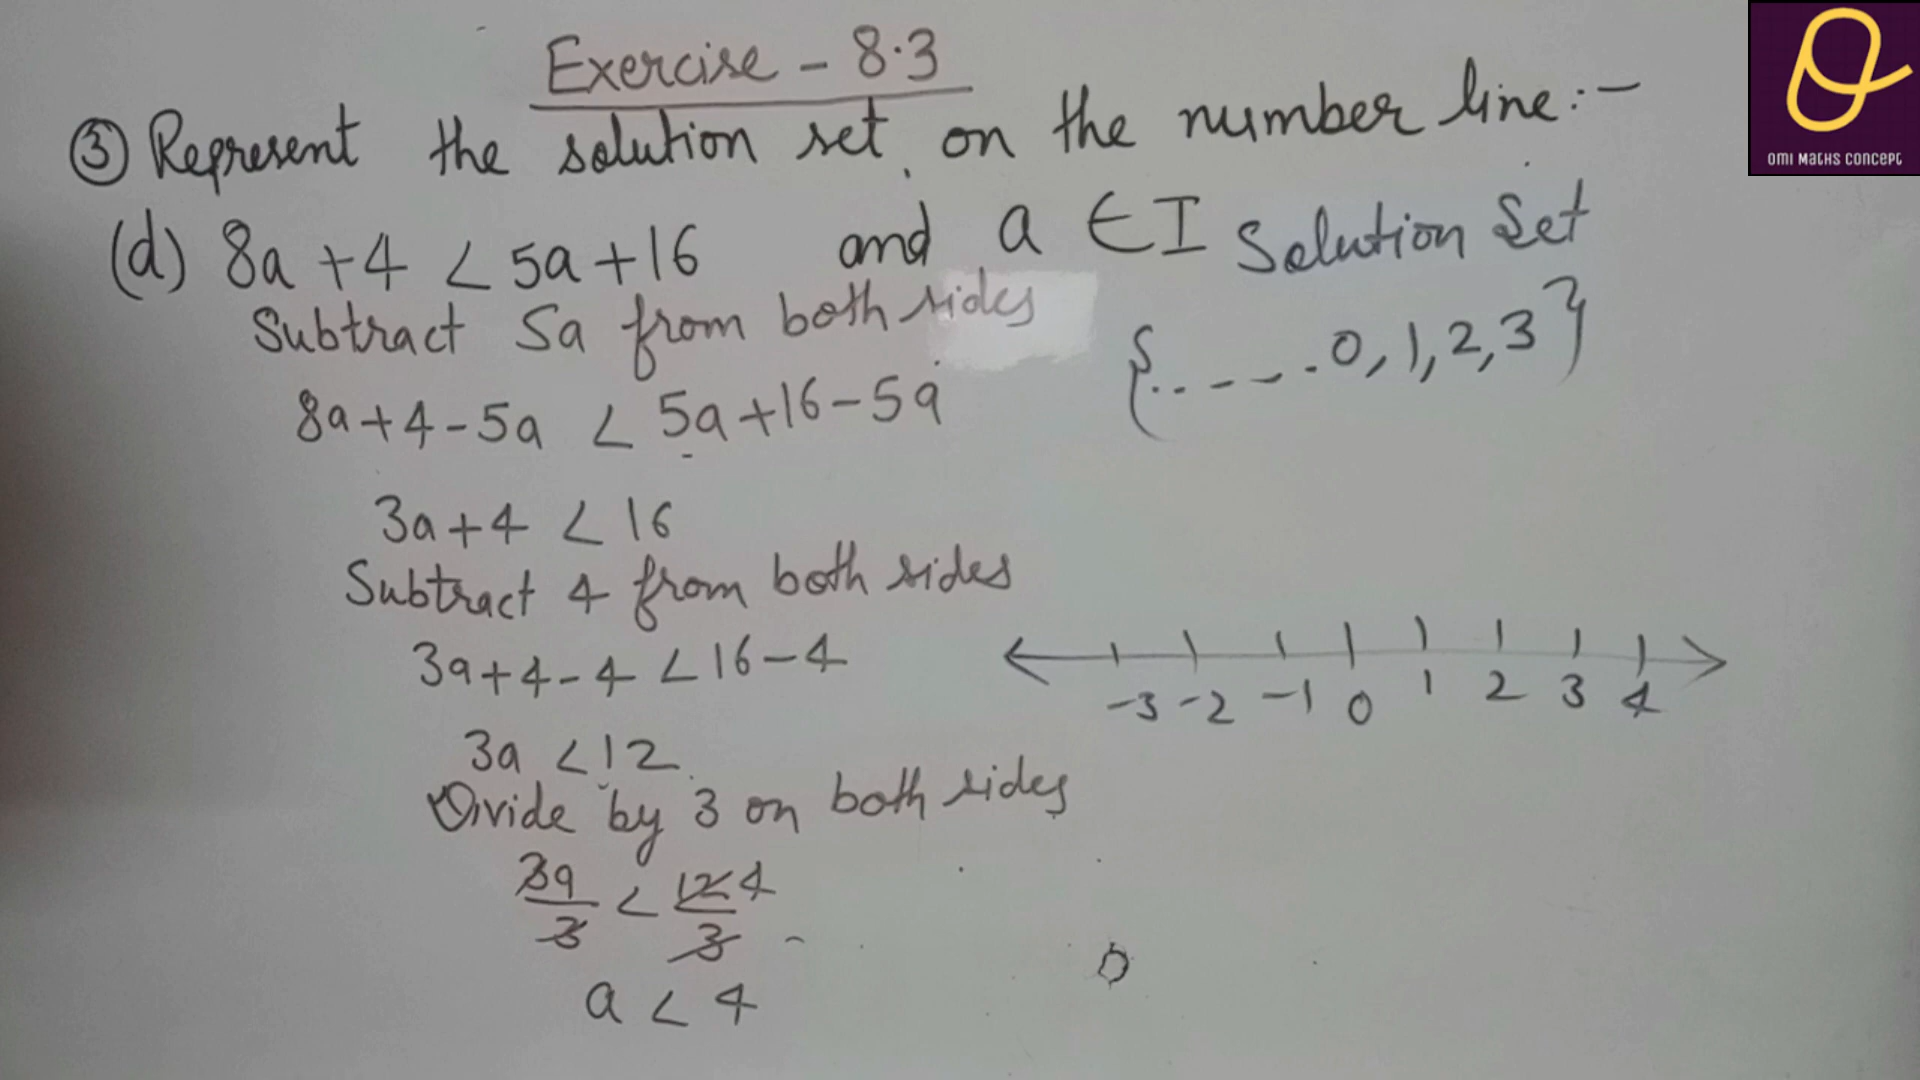 Exercise - 8.3
③ Represent the solution set on the number line:-
(d) 8a + 4 < 5a + 16 and a ∈ I
Subtract 5a from both sides
8a + 4 - 5a < 5a + 16 - 5a
3a + 4 < 16
Subtract 4 from both sides
3a + 4 - 4 < 16 - 4
3a < 12
Divide by 3 on both sides
3a/3 < 12/3 4
a < 4
Solution Set
{..---.0, 1, 2, 3}
-3 -2 -1 0 1 2 3 4
OMI MATHS CONCEPT